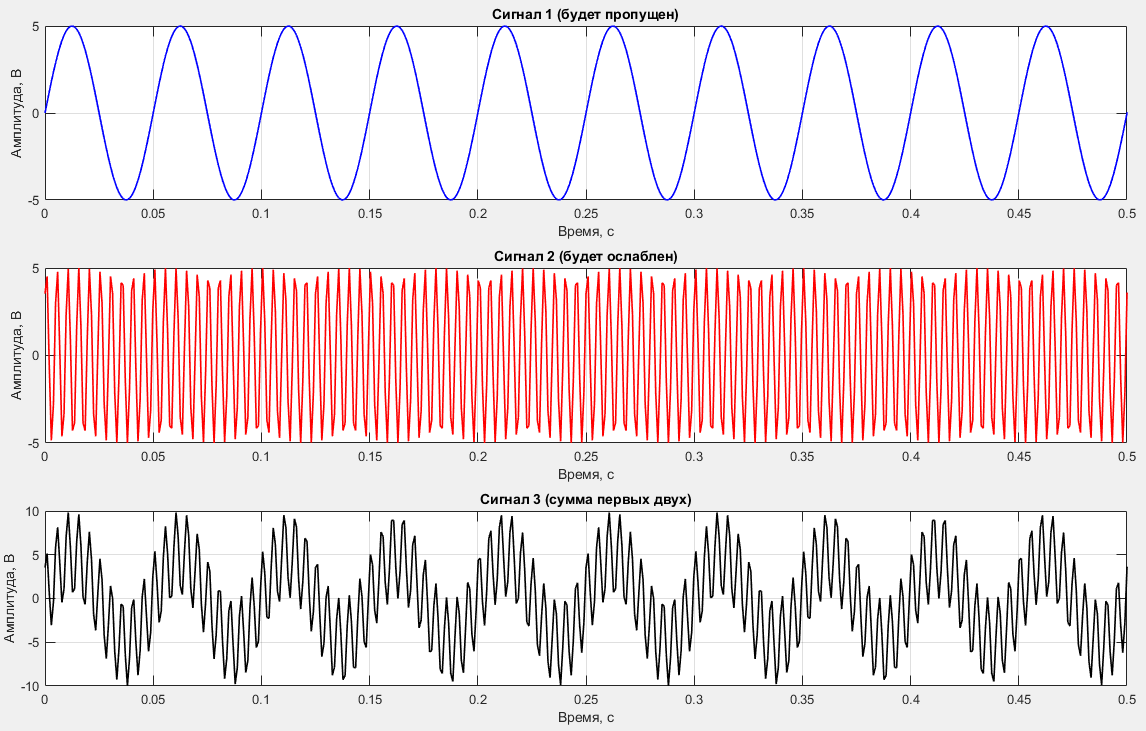 Сигнал 1 (будет пропущен)
Амплитуда, В
5
0
-5
0 0.05 0.1 0.15 0.2 0.25 0.3 0.35 0.4 0.45 0.5
Время, с
Сигнал 2 (будет ослаблен)
Амплитуда, В
5
0
-5
0 0.05 0.1 0.15 0.2 0.25 0.3 0.35 0.4 0.45 0.5
Время, с
Сигнал 3 (сумма первых двух)
Амплитуда, В
10
5
0
-5
-10
0 0.05 0.1 0.15 0.2 0.25 0.3 0.35 0.4 0.45 0.5
Время, с